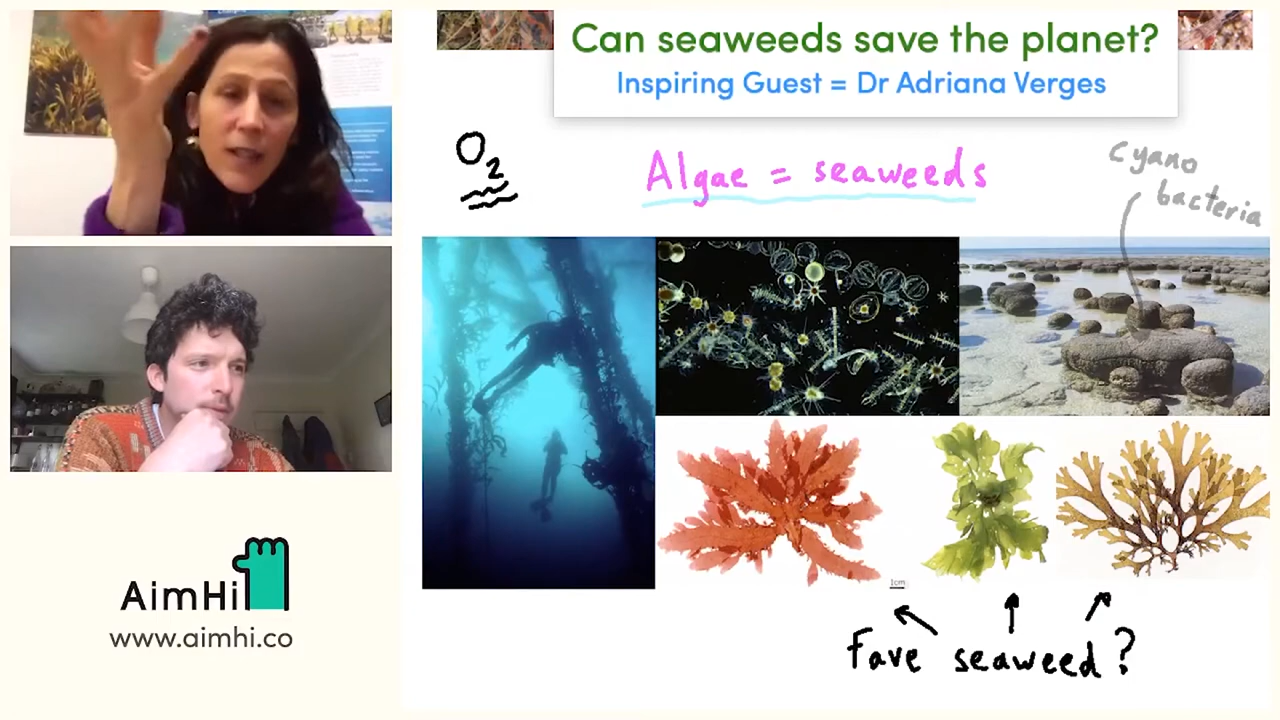 Can seaweeds save the planet?
Inspiring Guest = Dr Adriana Verges
O2
Algae = seaweeds
Cyano
bacteria
1cm
Fave seaweed?
AimHi
www.aimhi.co